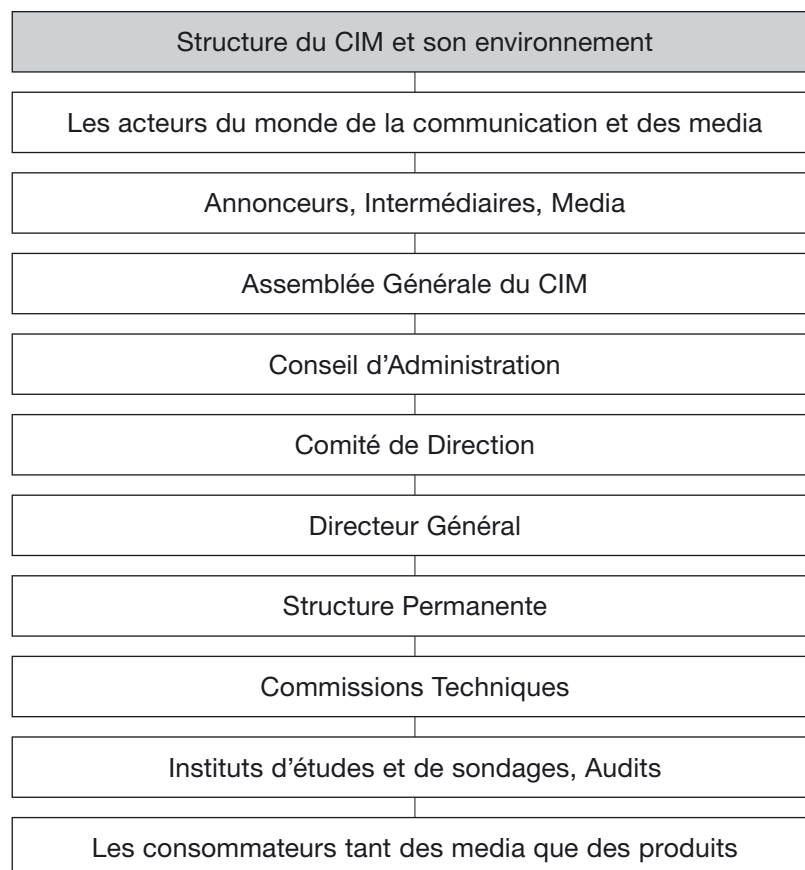 Structure du CIM et son environnement
Les acteurs du monde de la communication et des media
Annonceurs, Intermédiaires, Media
Assemblée Générale du CIM
Conseil d’Administration
Comité de Direction
Directeur Général
Structure Permanente
Commissions Techniques
Instituts d’études et de sondages, Audits
Les consommateurs tant des media que des produits